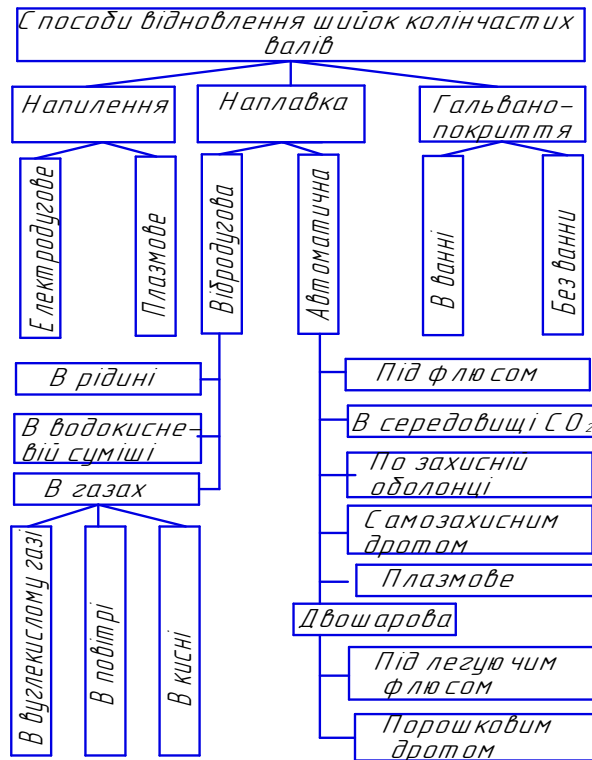 Способи відновлення шийок колінчастих
валів
Напилення
Наплавка
Гальвано-
покриття
Електродугове
Плазмове
Вібродугова
Автоматична
В ванні
Без ванни
В рідині
В водокисне-
вій суміші
В газах
В вуглекислому газі
В повітрі
В кисні
Під флюсом
В середовищі CO₂
По захисній
оболонці
Самозахисним
дротом
Плазмове
Двошарова
Під легуючим
флюсом
Порошковим
дротом